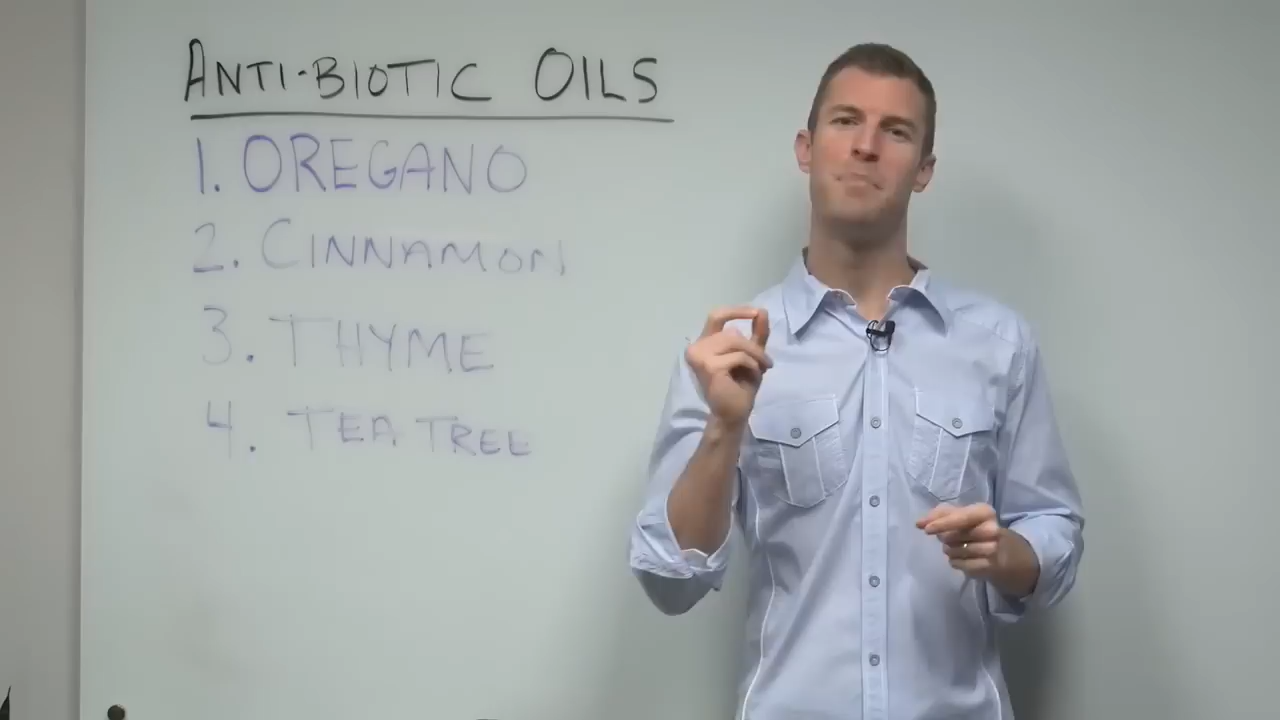 ANTI-BIOTIC OILS
1. OREGANO
2. CINNAMON
3. THYME
4. TEA TREE